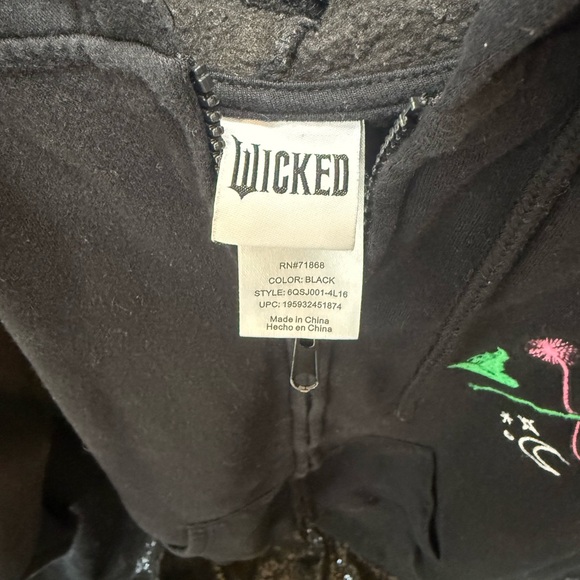 WICKED
RN#71868
COLOR: BLACK
STYLE: 6QSJ001-4L16
UPC: 195932451874
Made in China
Hecho en China